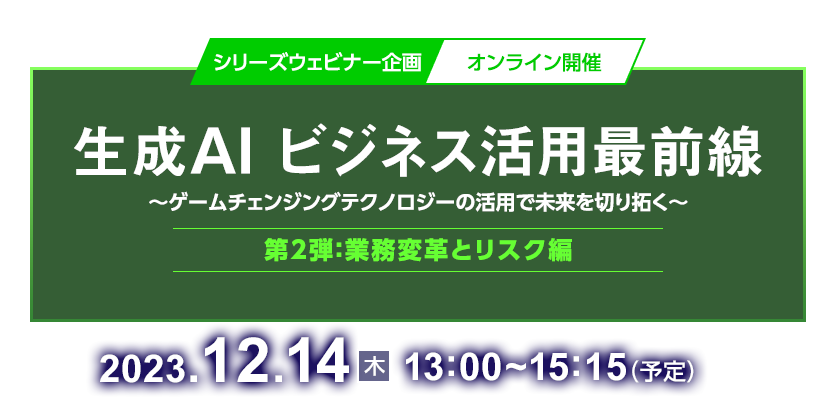 シリーズウェビナー企画 オンライン開催
生成AI ビジネス活用最前線
～ゲームチェンジングテクノロジーの活用で未来を切り拓く～
第2弾：業務変革とリスク編
2023.12.14 木 13：00～15：15（予定）